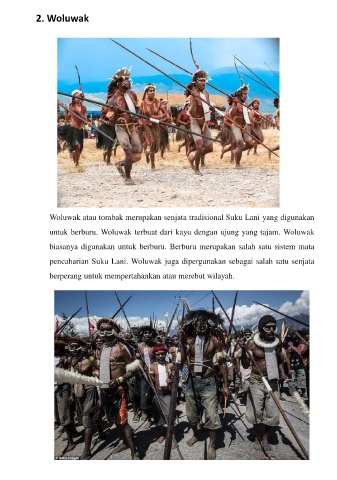 2. Woluwak
Woluwak atau tombak merupakan senjata tradisional Suku Lani yang digunakan
untuk berburu. Woluwak terbuat dari kayu dengan ujung yang tajam. Woluwak
biasanya digunakan untuk berburu. Berburu merupakan salah satu sistem mata
pencaharian Suku Lani. Woluwak juga dipergunakan sebagai salah satu senjata
berperang untuk mempertahankan atau merebut wilayah.
© Getty Images